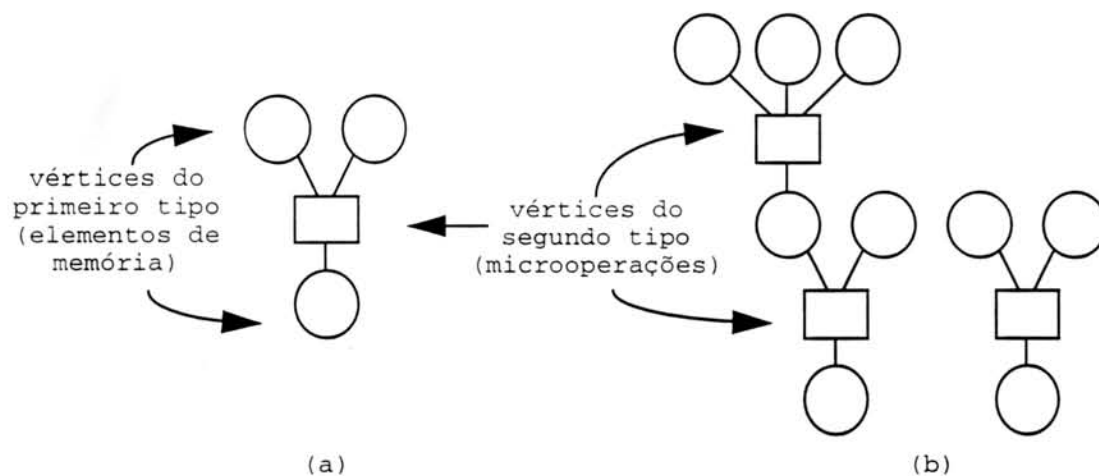 vértices do
primeiro tipo
(elementos de
memória)
vértices do
segundo tipo
(microoperações)
(a)
(b)